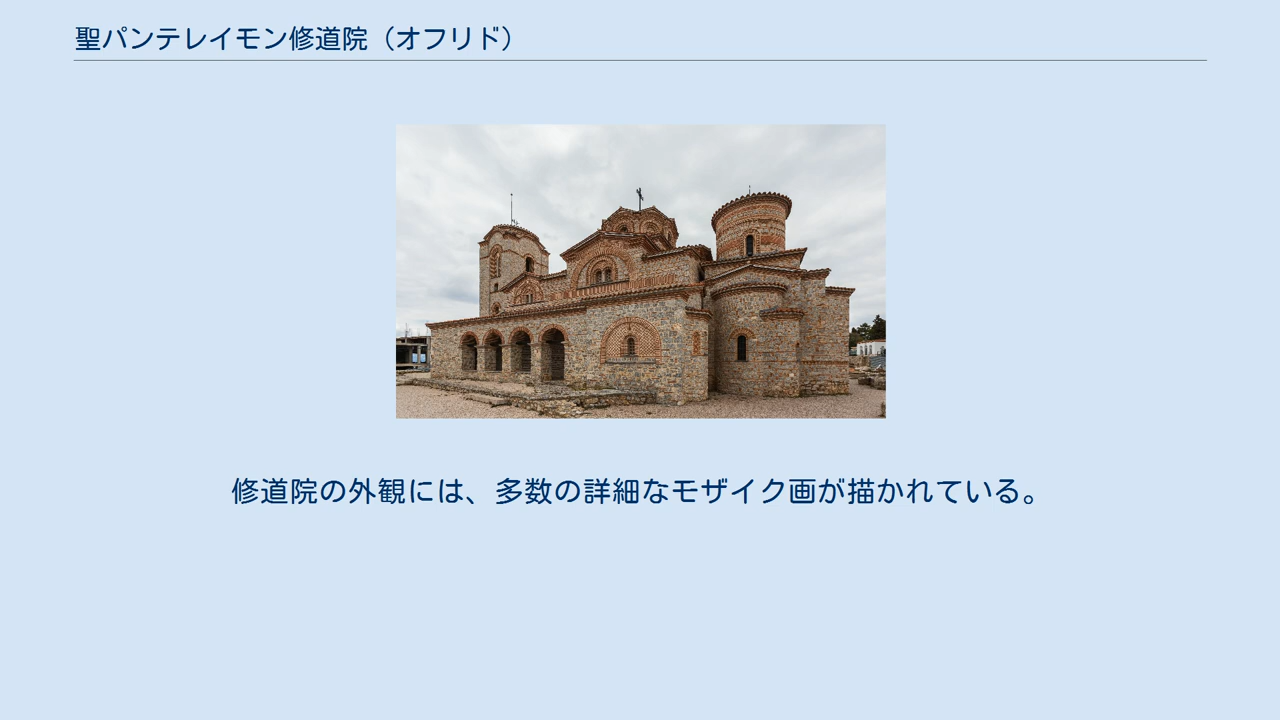 聖パンテレイモン修道院（オフリド）
修道院の外観には、多数の詳細なモザイク画が描かれている。